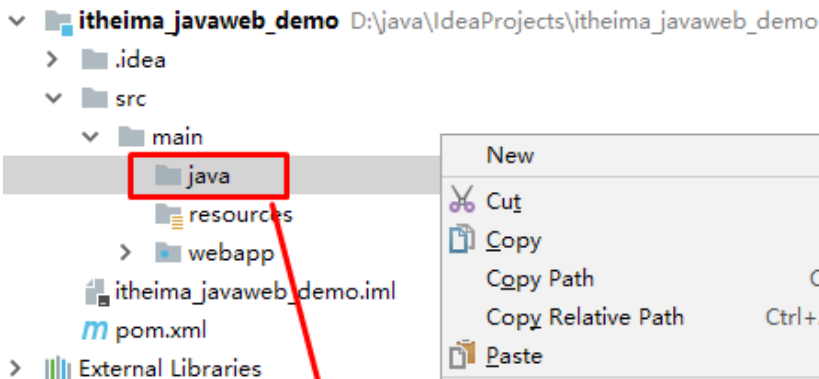 itheima_javaweb_demo D:\java\IdeaProjects\itheima_javaweb_demo
.idea
src
main
java
resources
webapp
itheima_javaweb_demo.iml
pom.xml
External Libraries
New
Cut
Copy
Copy Path
Copy Relative Path Ctrl+
Paste